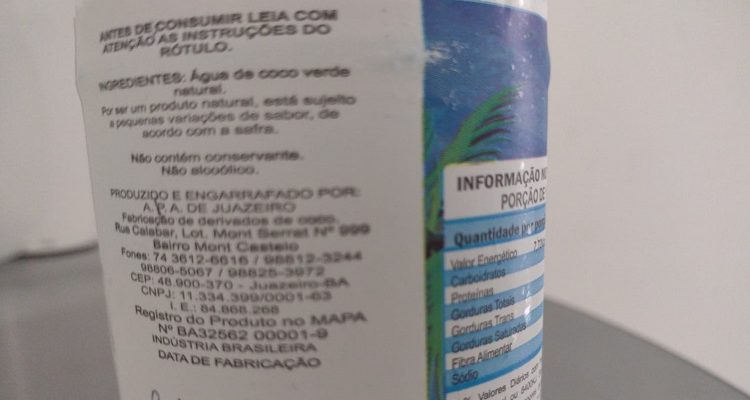 ANTES DE CONSUMIR LEIA COM
ATENÇÃO AS INSTRUÇÕES DO
RÓTULO.
INGREDIENTES: Água de coco verde
natural.
Por ser um produto natural, está sujeito
a pequenas variações de sabor, de
acordo com a safra.
Não contém conservante.
Não alcoólico.
PRODUZIDO E ENGARRAFADO POR:
A. P. A. DE JUAZEIRO
Fabricação de derivados de coco.
Rua Calabar, Lot. Mont Serrat Nº 999
Bairro Mont Castelo
Fones: 74 3612-6616 / 98812-3244
98806-5067 / 98825-3972
CEP: 48.900-370 - Juazeiro-BA
CNPJ: 11.334.399/0001-63
I. E.: 84.868.268
Registro do Produto no MAPA
Nº BA32562 00001-9
INDÚSTRIA BRASILEIRA
DATA DE FABRICAÇÃO
INFORMAÇÃO
PORÇÃO DE
Quantidade por
Valor Energético
Carboidratos
Proteínas
Gorduras Totais
Gorduras Trans
Gorduras Saturadas
Fibra Alimentar
Sódio
Valores Diários com